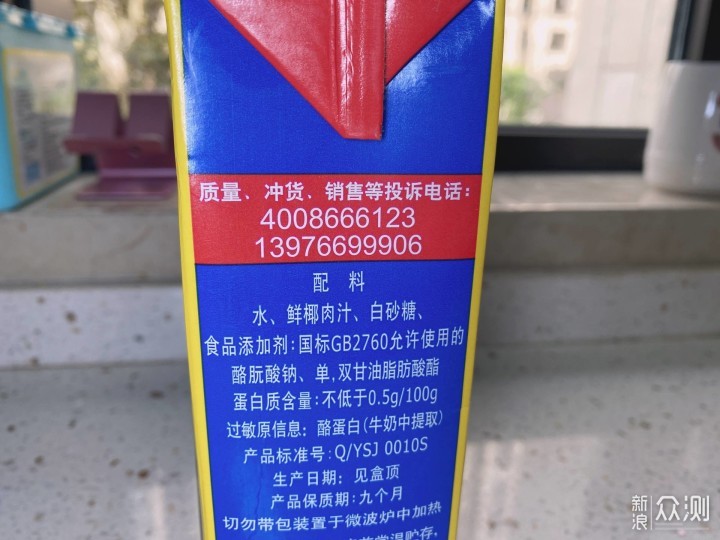 质量、冲货、销售等投诉电话:
4008666123
13976699906
配 料
水、鲜椰肉汁、白砂糖、
食品添加剂:国标GB2760允许使用的
酪朊酸钠、单,双甘油脂肪酸酯
蛋白质含量:不低于0.5g/100g
过敏原信息: 酪蛋白(牛奶中提取)
产品标准号: Q/YSJ 0010S
生产日期: 见盒顶
产品保质期:九个月
切勿带包装置于微波炉中加热
新浪 众测